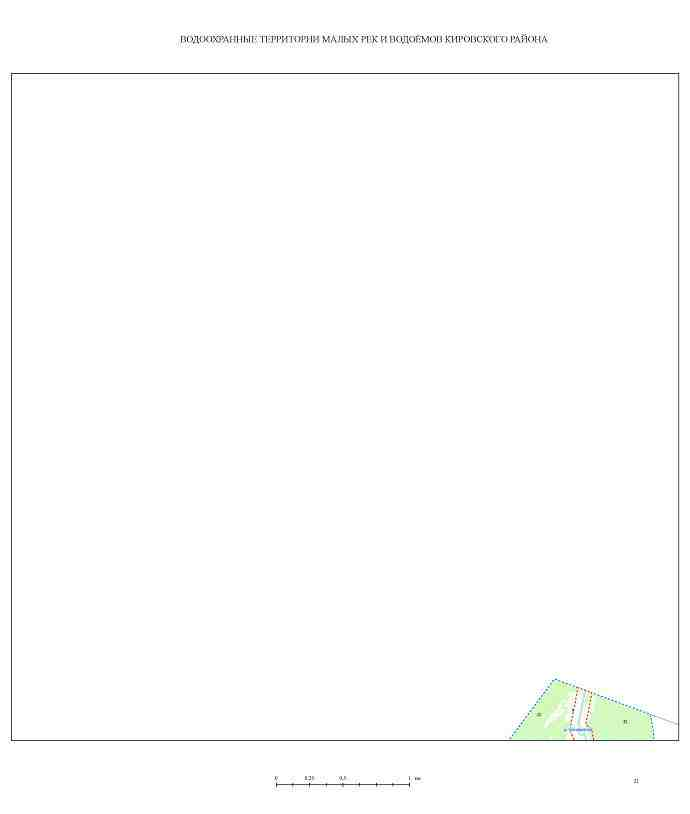 ВОДООХРАННЫЕ ТЕРРИТОРИИ МАЛЫХ РЕК И ВОДОЁМОВ КИРОВСКОГО РАЙОНА
0 0,25 0,5 1 км
21